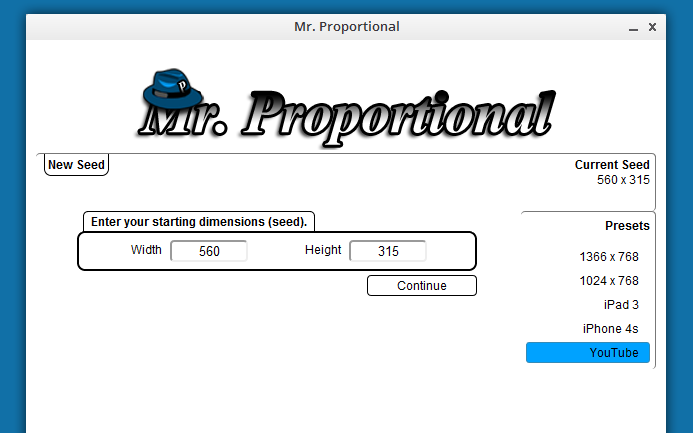 Mr. Proportional
P
Mr. Proportional
New Seed
Current Seed
560 x 315
Enter your starting dimensions (seed).
Width 560 Height 315
Continue
Presets
1366 x 768
1024 x 768
iPad 3
iPhone 4s
YouTube